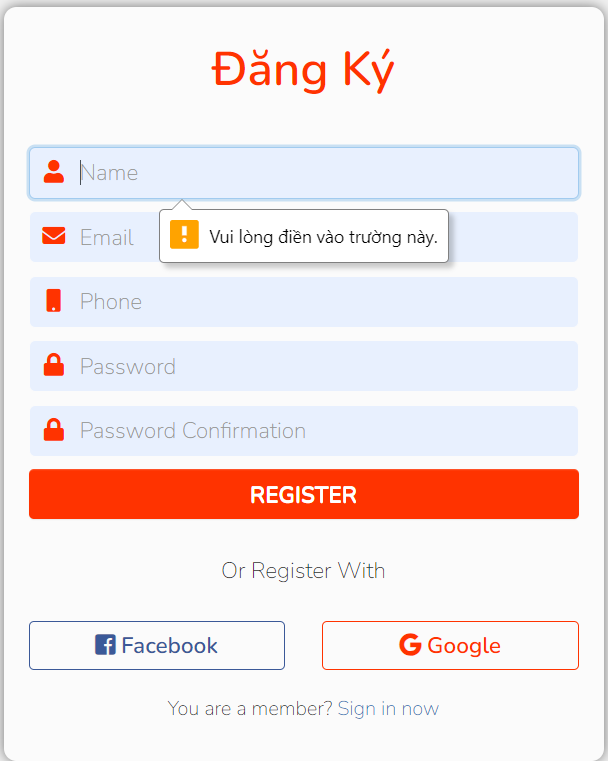 Đăng Ký
Name
Vui lòng điền vào trường này.
Email
Phone
Password
Password Confirmation
REGISTER
Or Register With
Facebook
Google
You are a member? Sign in now